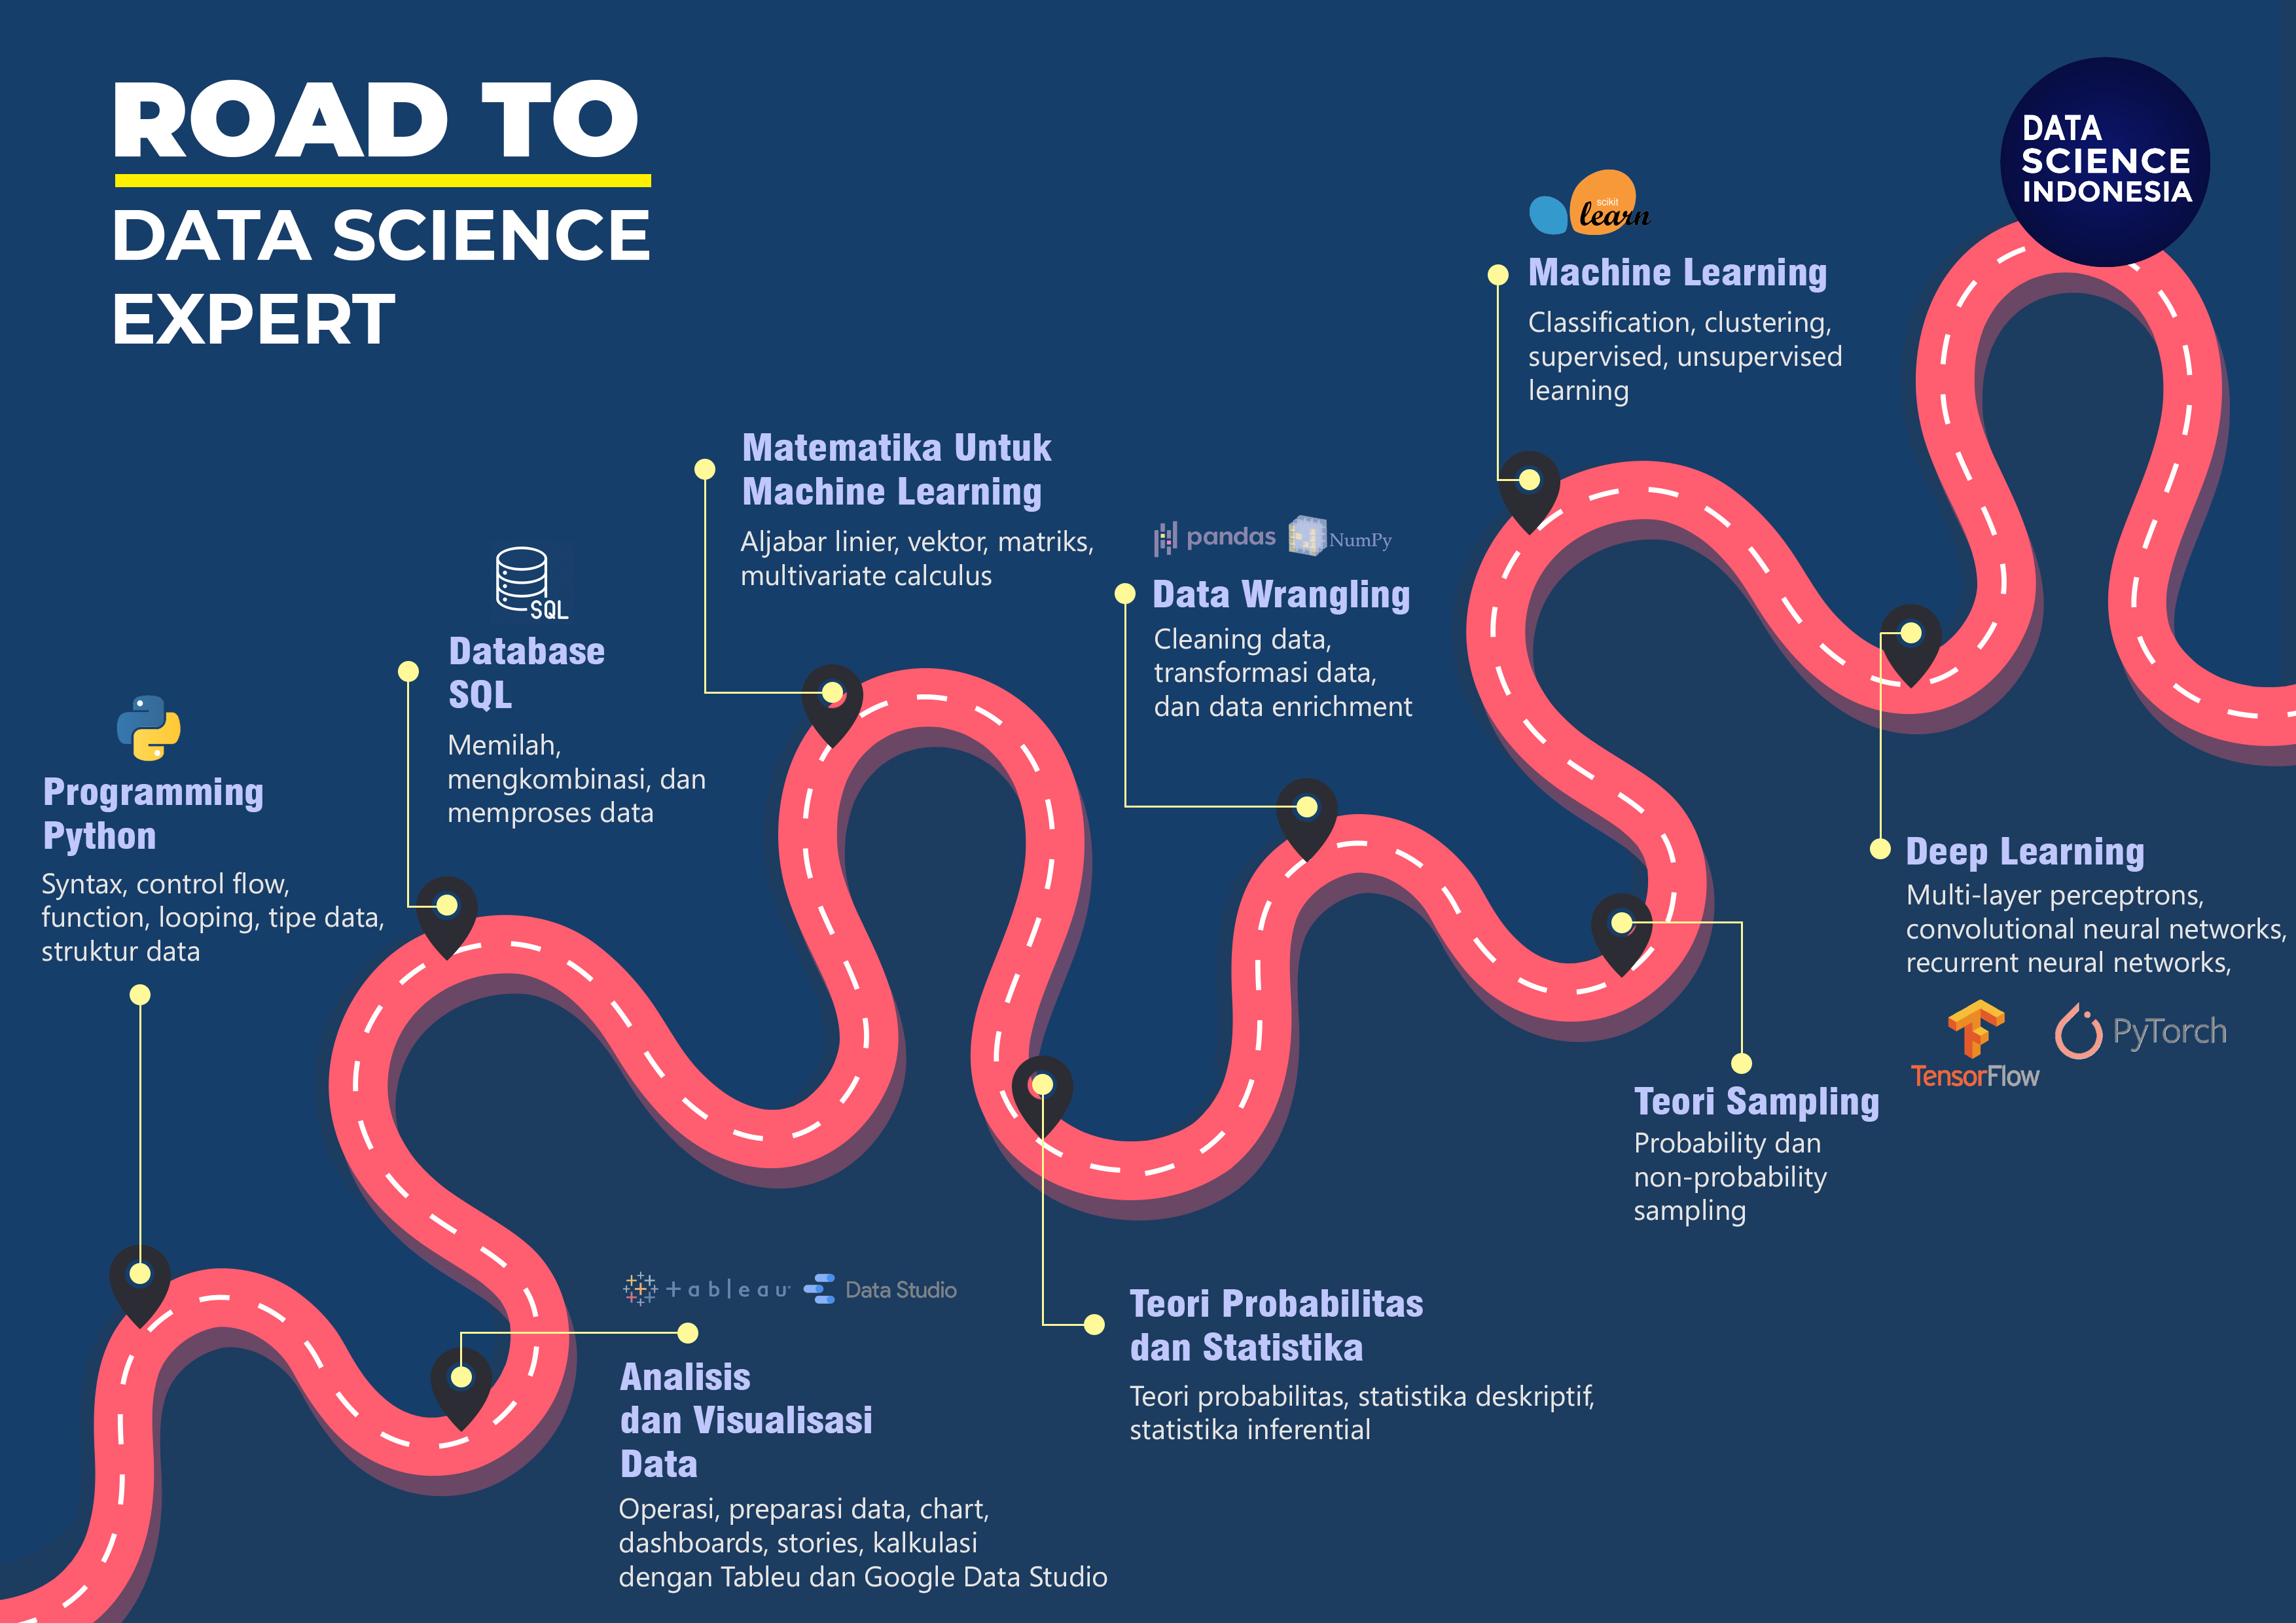 ROAD TO
DATA SCIENCE
EXPERT
DATA
SCIENCE
INDONESIA
Programming
Python
Syntax, control flow,
function, looping, tipe data,
struktur data
tableau
Data Studio
Analisis
dan Visualisasi
Data
Operasi, preparasi data, chart,
dashboards, stories, kalkulasi
dengan Tableu dan Google Data Studio
SQL
Database
SQL
Memilah,
mengkombinasi, dan
memproses data
Matematika Untuk
Machine Learning
Aljabar linier, vektor, matriks,
multivariate calculus
Teori Probabilitas
dan Statistika
Teori probabilitas, statistika deskriptif,
statistika inferential
pandas
NumPy
Data Wrangling
Cleaning data,
transformasi data,
dan data enrichment
Teori Sampling
Probability dan
non-probability
sampling
scikit
learn
Machine Learning
Classification, clustering,
supervised, unsupervised
learning
Deep Learning
Multi-layer perceptrons,
convolutional neural networks,
recurrent neural networks,
TensorFlow
PyTorch